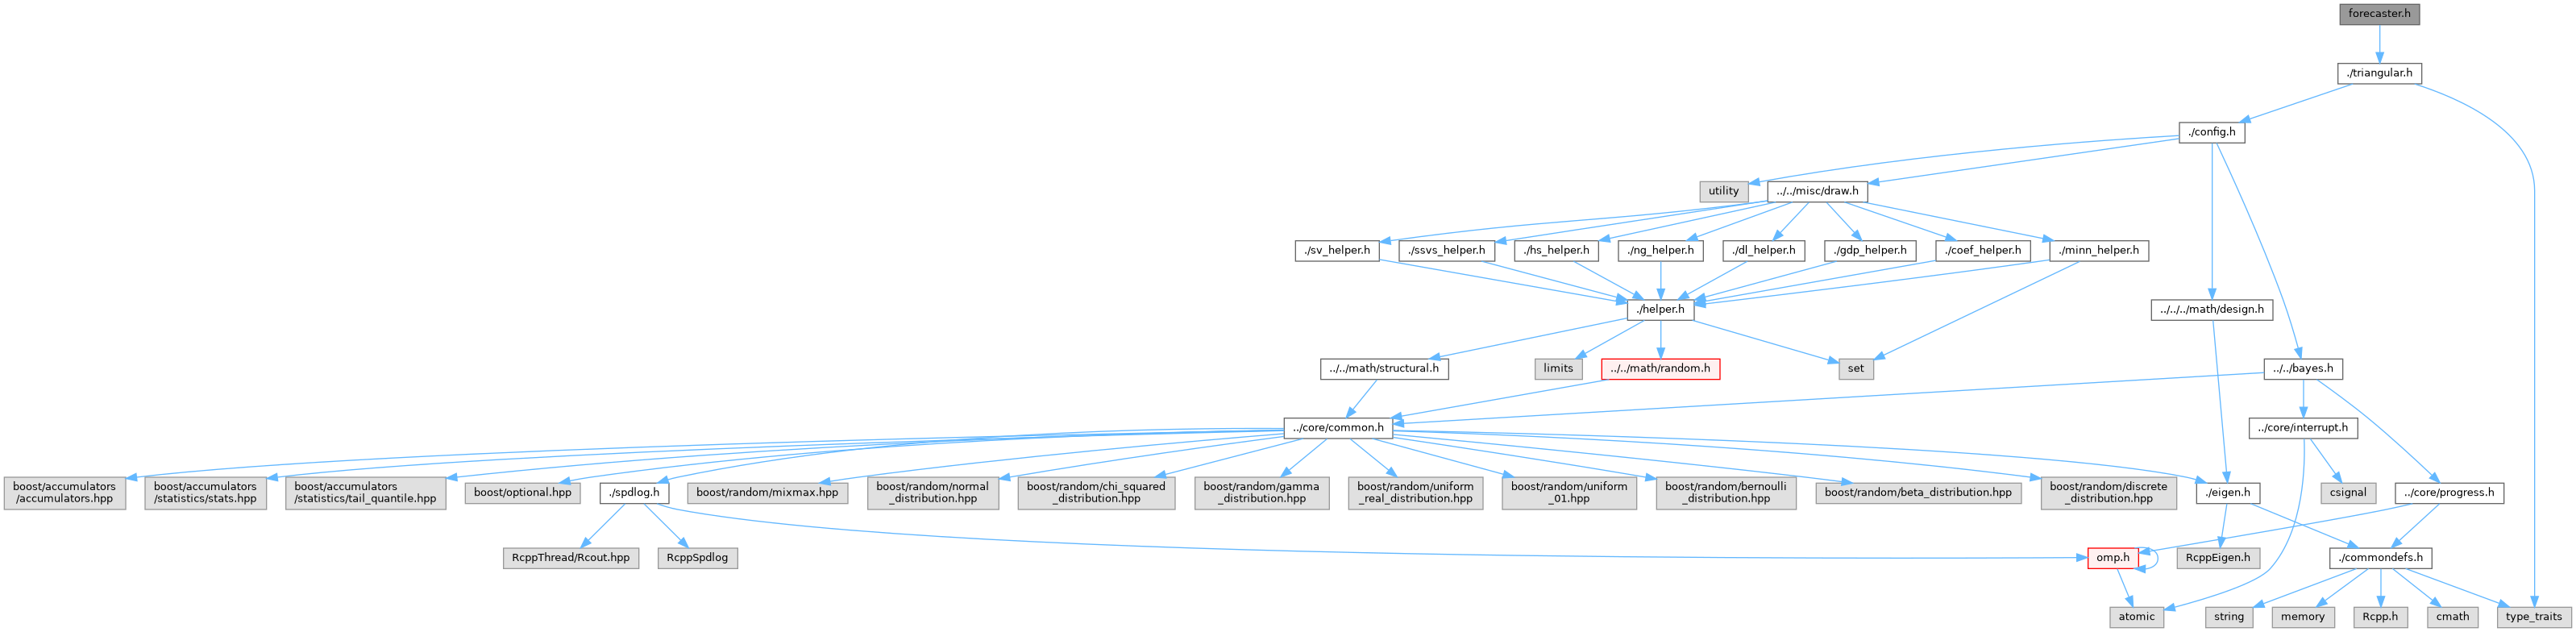 forecaster.h
./triangular.h
./config.h
utility
../../misc/draw.h
./sv_helper.h
./ssvs_helper.h
./hs_helper.h
./ng_helper.h
./dl_helper.h
./gdp_helper.h
./coef_helper.h
./minn_helper.h
./helper.h
../../../math/design.h
../../math/structural.h
limits
../../math/random.h
set
../../bayes.h
../core/common.h
../core/interrupt.h
boost/accumulators
/accumulators.hpp
boost/accumulators
/statistics/stats.hpp
boost/accumulators
/statistics/tail_quantile.hpp
boost/optional.hpp
./spdlog.h
boost/random/mixmax.hpp
boost/random/normal
_distribution.hpp
boost/random/chi_squared
_distribution.hpp
boost/random/gamma
_distribution.hpp
boost/random/uniform
_real_distribution.hpp
boost/random/uniform
_01.hpp
boost/random/bernoulli
_distribution.hpp
boost/random/beta_distribution.hpp
boost/random/discrete
_distribution.hpp
./eigen.h
csignal
../core/progress.h
RcppThread/Rcout.hpp
RcppSpdlog
omp.h
RcppEigen.h
./commondefs.h
atomic
string
memory
Rcpp.h
cmath
type_traits